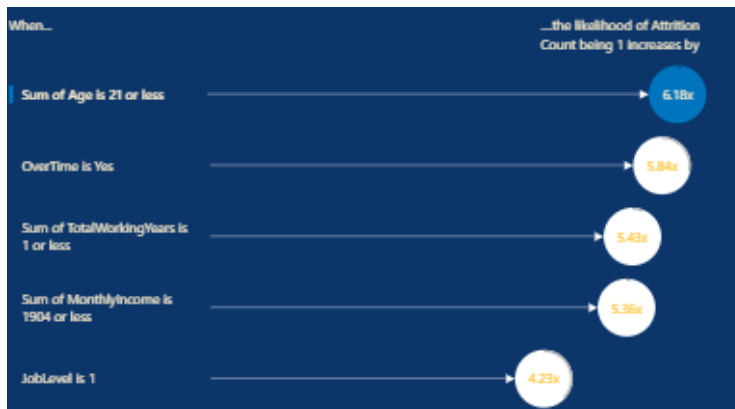 When...
...the likelihood of Attrition
Count being 1 increases by
Sum of Age is 21 or less
6.18x
OverTime is Yes
5.84x
Sum of TotalWorkingYears is
1 or less
5.43x
Sum of MonthlyIncome is
1904 or less
5.36x
JobLevel is 1
4.23x